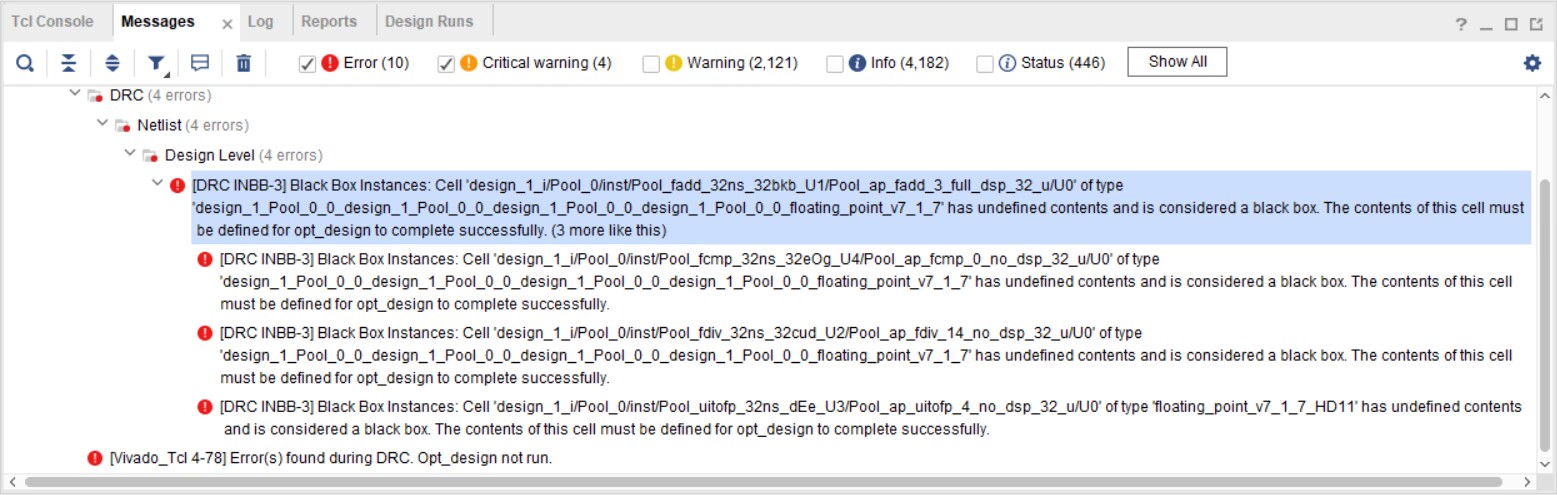 Tcl Console Messages × Log Reports Design Runs ? _
Error (10) Critical warning (4) Warning (2,121) Info (4,182) Status (446) Show All
DRC (4 errors)
Netlist (4 errors)
Design Level (4 errors)
[DRC INBB-3] Black Box Instances: Cell 'design_1_i/Pool_0/inst/Pool_fadd_32ns_32bkb_U1/Pool_ap_fadd_3_full_dsp_32_u/U0' of type
'design_1_Pool_0_0_design_1_Pool_0_0_design_1_Pool_0_0_design_1_Pool_0_0_floating_point_v7_1_7' has undefined contents and is considered a black box. The contents of this cell must
be defined for opt_design to complete successfully. (3 more like this)
[DRC INBB-3] Black Box Instances: Cell 'design_1_i/Pool_0/inst/Pool_fcmp_32ns_32eOg_U4/Pool_ap_fcmp_0_no_dsp_32_u/U0' of type
'design_1_Pool_0_0_design_1_Pool_0_0_design_1_Pool_0_0_design_1_Pool_0_0_floating_point_v7_1_7' has undefined contents and is considered a black box. The contents of this cell
must be defined for opt_design to complete successfully.
[DRC INBB-3] Black Box Instances: Cell 'design_1_i/Pool_0/inst/Pool_fdiv_32ns_32cud_U2/Pool_ap_fdiv_14_no_dsp_32_u/U0' of type
'design_1_Pool_0_0_design_1_Pool_0_0_design_1_Pool_0_0_design_1_Pool_0_0_floating_point_v7_1_7' has undefined contents and is considered a black box. The contents of this cell
must be defined for opt_design to complete successfully.
[DRC INBB-3] Black Box Instances: Cell 'design_1_i/Pool_0/inst/Pool_uitofp_32ns_dEe_U3/Pool_ap_uitofp_4_no_dsp_32_u/U0' of type 'floating_point_v7_1_7_HD11' has undefined contents
and is considered a black box. The contents of this cell must be defined for opt_design to complete successfully.
[Vivado_Tcl 4-78] Error(s) found during DRC. Opt_design not run.